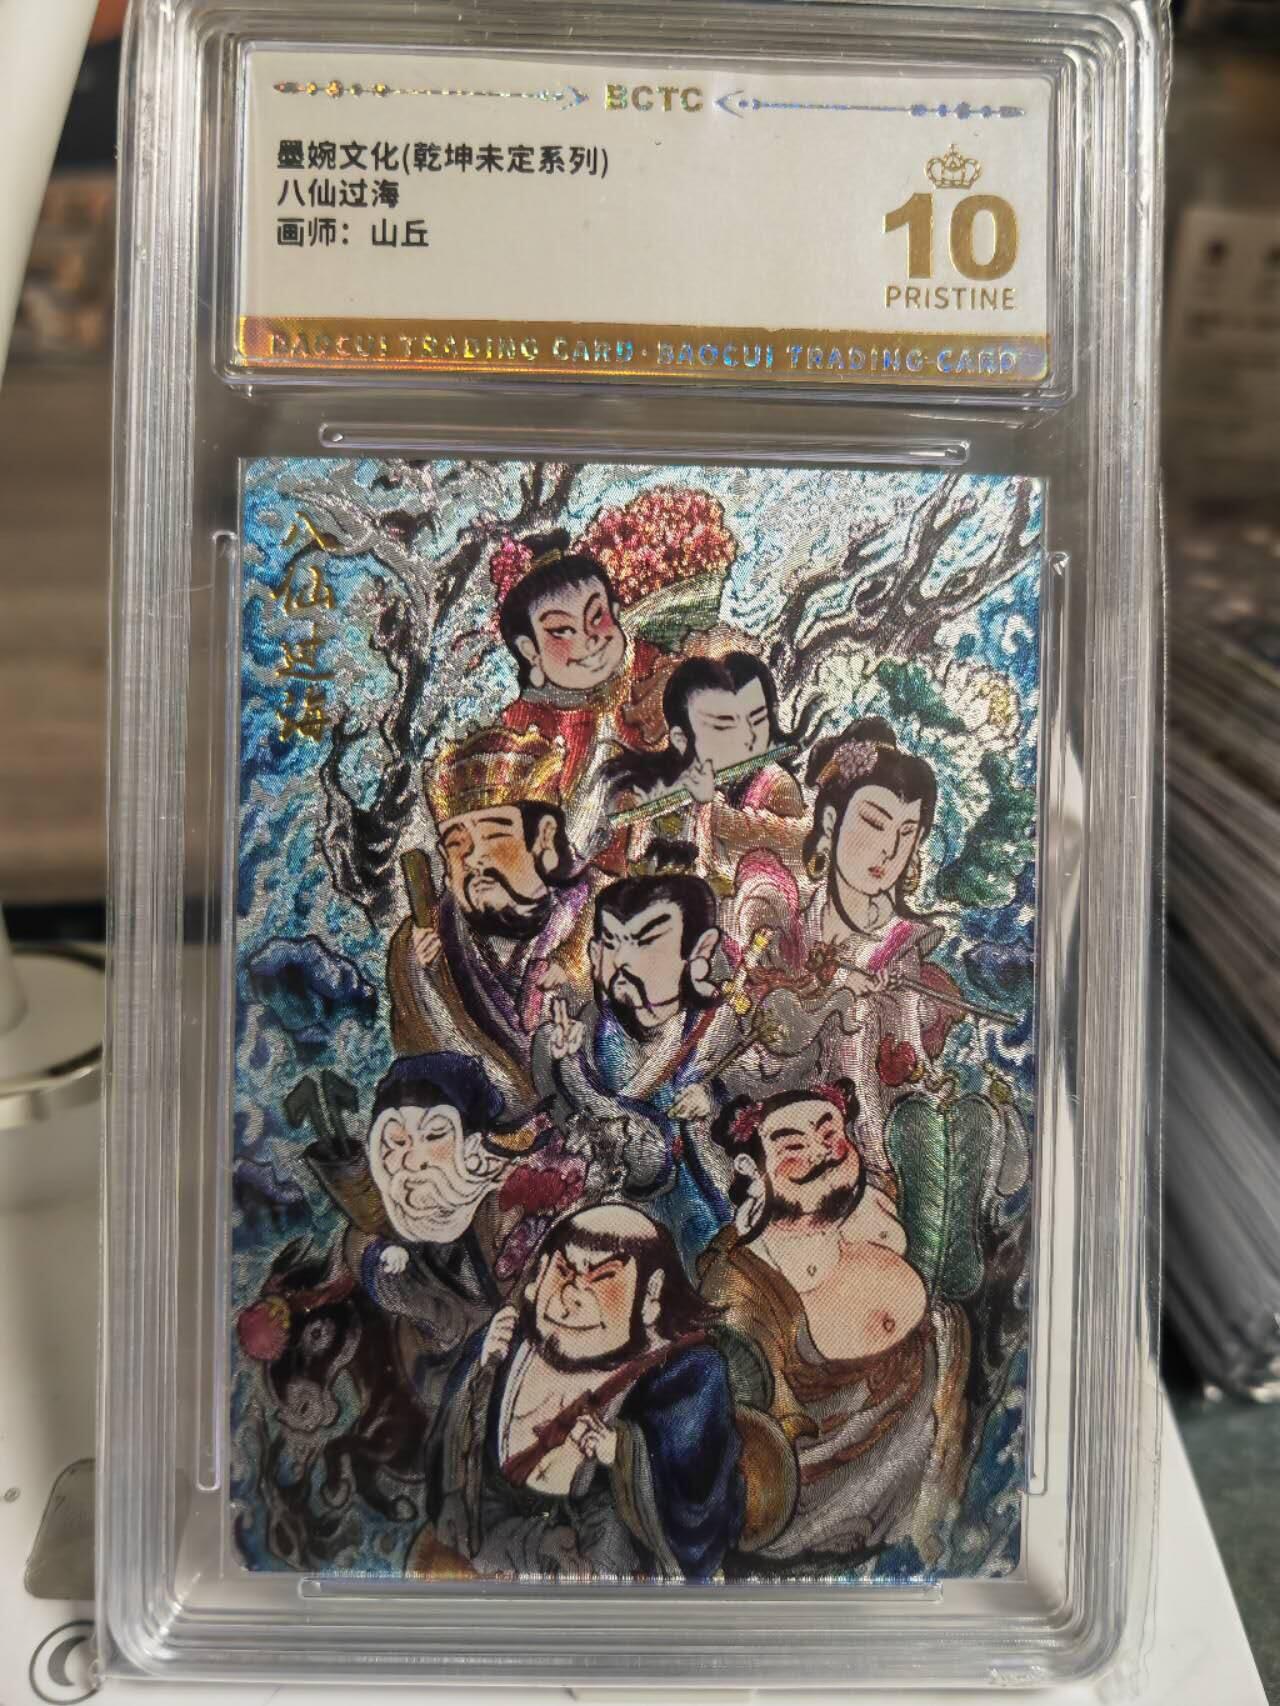 BCTC
墨婉文化(乾坤未定系列)
八仙过海
画师：山丘
10
PRISTINE
BAOCUI TRADING CARD·BAOCUI TRADING CARD
八仙过海